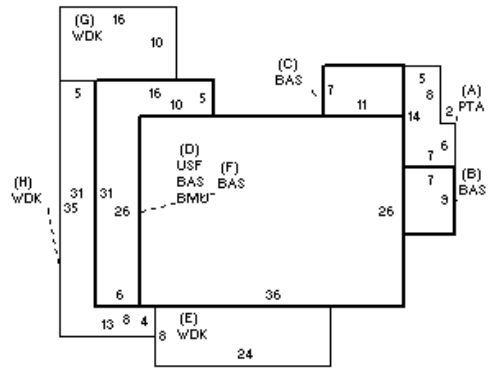 (G) 16
WDK
10
(C)
BAS
5 16 5
10
7
11
5
8
(A)
PTA
2
14
6
7
(D)
USF
BAS
BMU
(F)
BAS
(B)
BAS
7
9
(H)
WDK
31
35
31
26
26
6
36
13 8 4
(E)
WDK
8
24